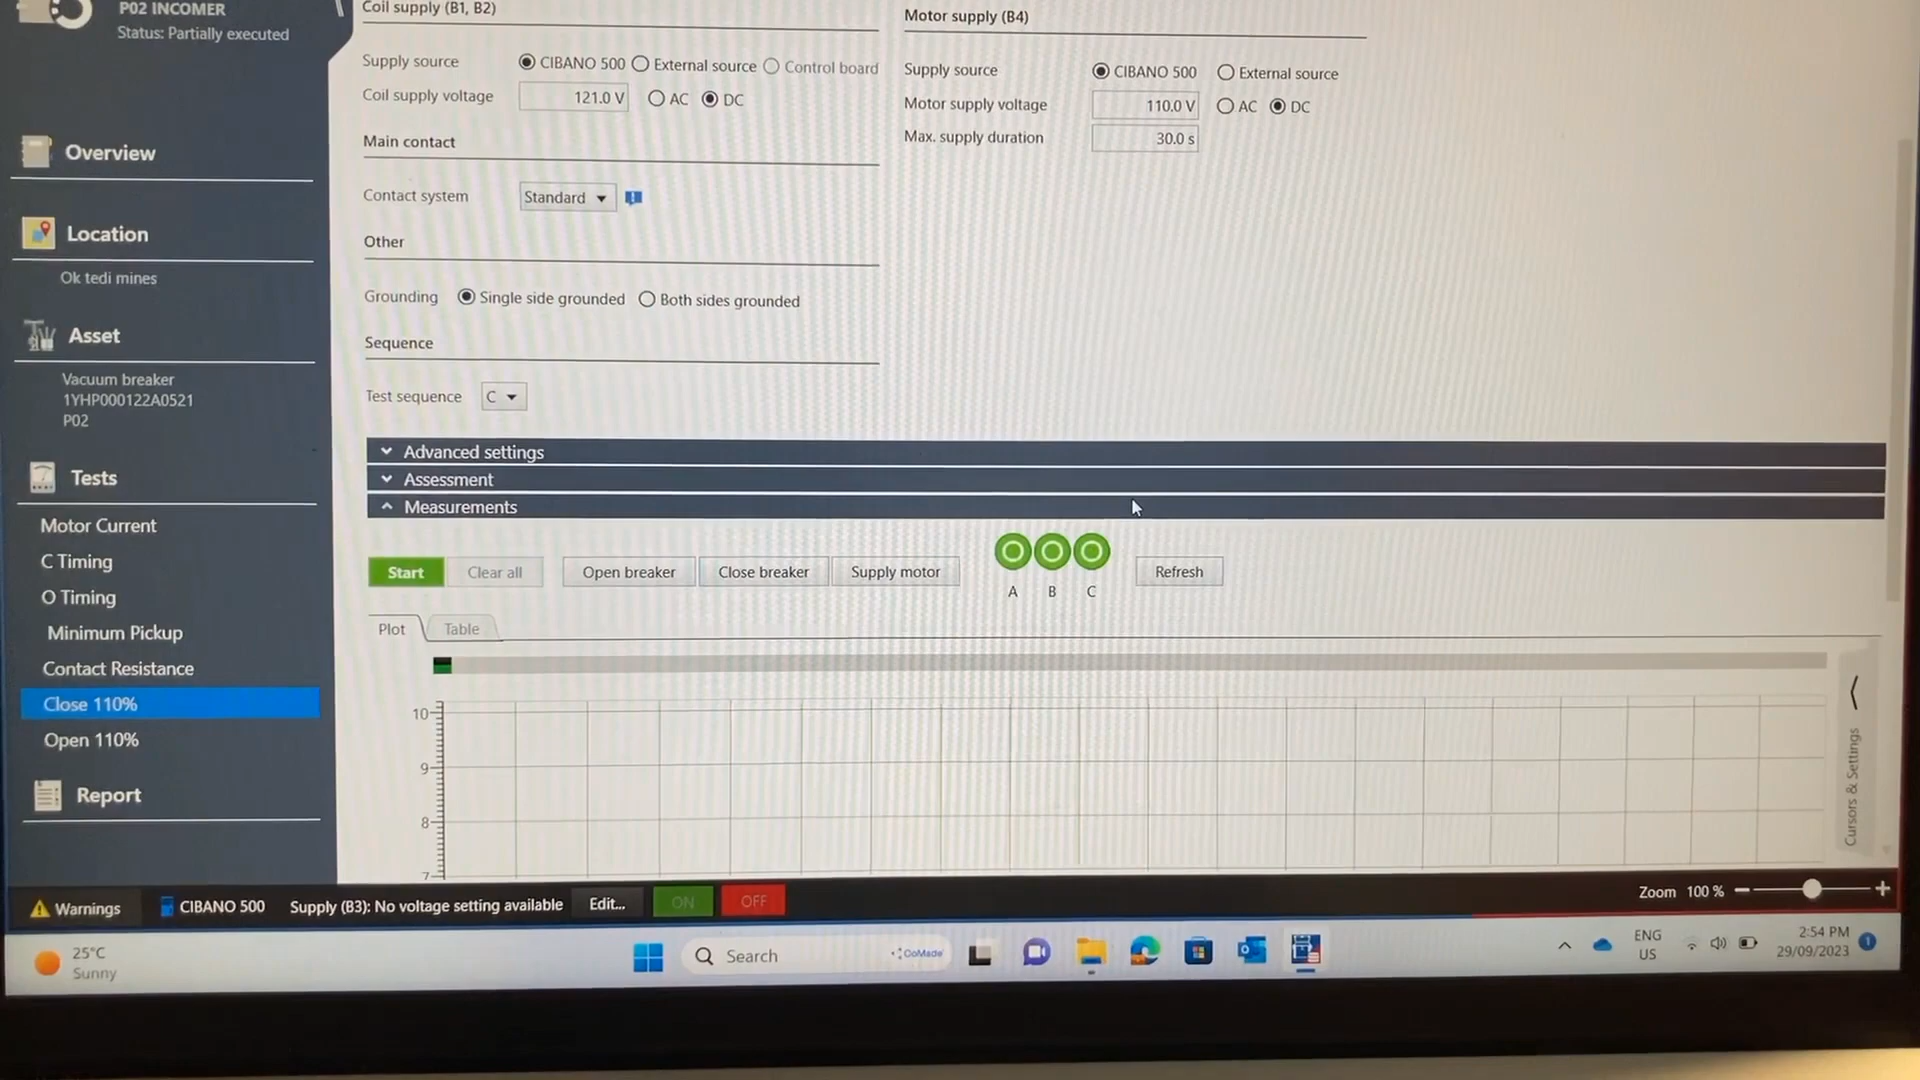 P02 INCOMER
Status: Partially executed
Overview
Location
Ok tedi mines
Asset
Vacuum breaker
1YHP000122A0521
P02
Tests
Motor Current
C Timing
O Timing
Minimum Pickup
Contact Resistance
Close 110%
Open 110%
Report
Coil supply (B1, B2)
Supply source CIBANO 500 External source Control board
Coil supply voltage 121.0 V AC DC
Main contact
Contact system Standard
Other
Grounding Single side grounded Both sides grounded
Sequence
Test sequence C
Motor supply (B4)
Supply source CIBANO 500 External source
Motor supply voltage 110.0 V AC DC
Max. supply duration 30.0 s
Advanced settings
Assessment
Measurements
Start Clear all Open breaker Close breaker Supply motor Refresh
A B C
Plot Table
10
9
8
7
Cursors & Settings
Warnings CIBANO 500 Supply (B3): No voltage setting available Edit... ON OFF Zoom 100 %
25°C
Sunny
Search
CoMade
ENG
US
2:54 PM
29/09/2023
1